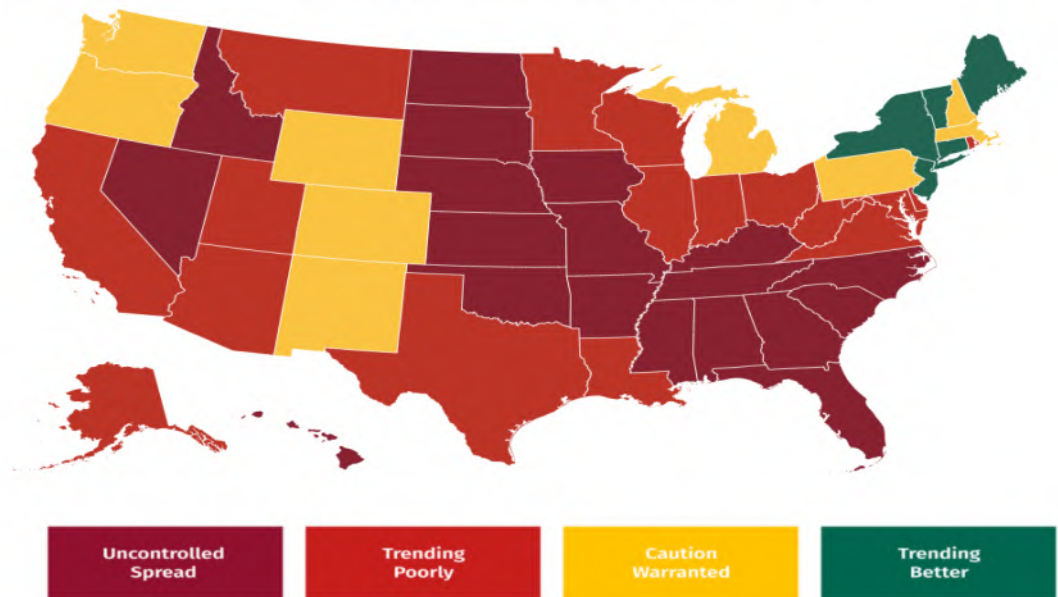 Uncontrolled
Spread
Trending
Poorly
Caution
Warranted
Trending
Better